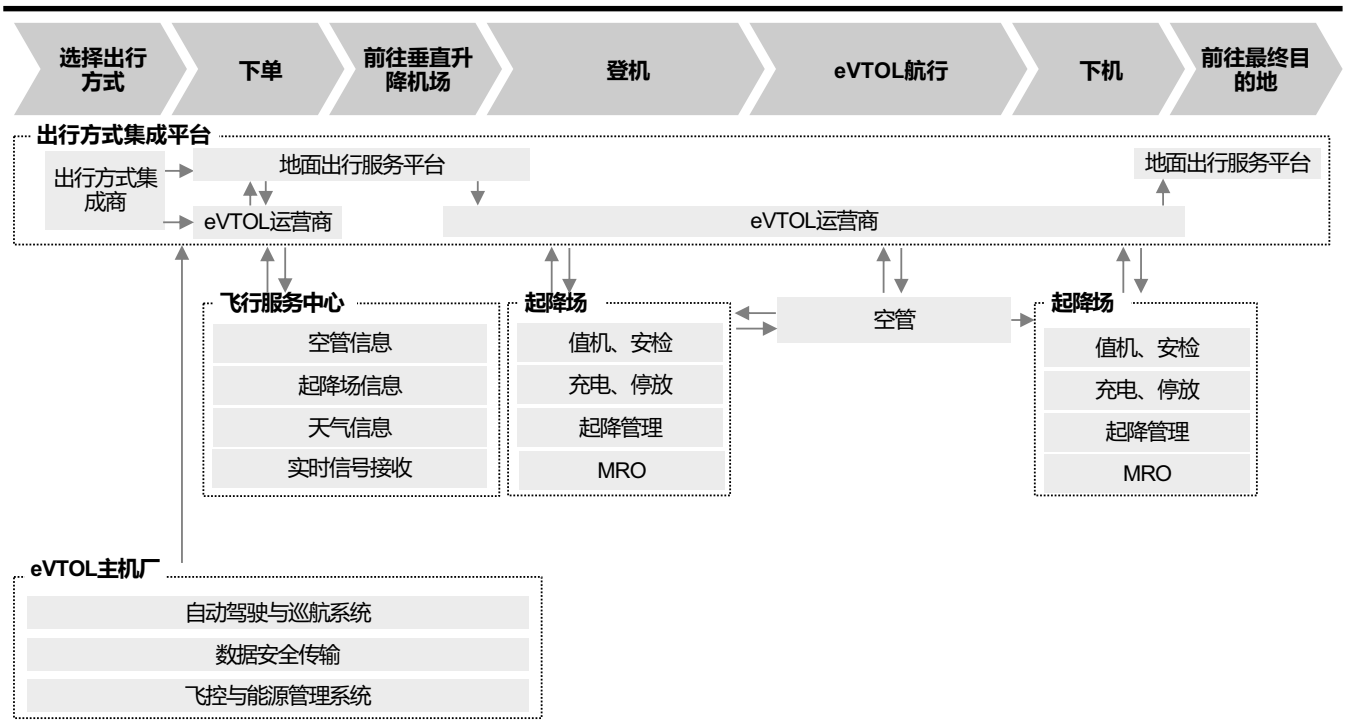 选择出行
方式
下单
前往垂直升
降机场
登机
eVTOL航行
下机
前往最终目
的地
出行方式集成平台
出行方式集
成商
地面出行服务平台
地面出行服务平台
eVTOL运营商
eVTOL运营商
飞行服务中心
空管信息
起降场信息
天气信息
实时信号接收
起降场
值机、安检
充电、停放
起降管理
MRO
空管
起降场
值机、安检
充电、停放
起降管理
MRO
eVTOL主机厂
自动驾驶与巡航系统
数据安全传输
飞控与能源管理系统